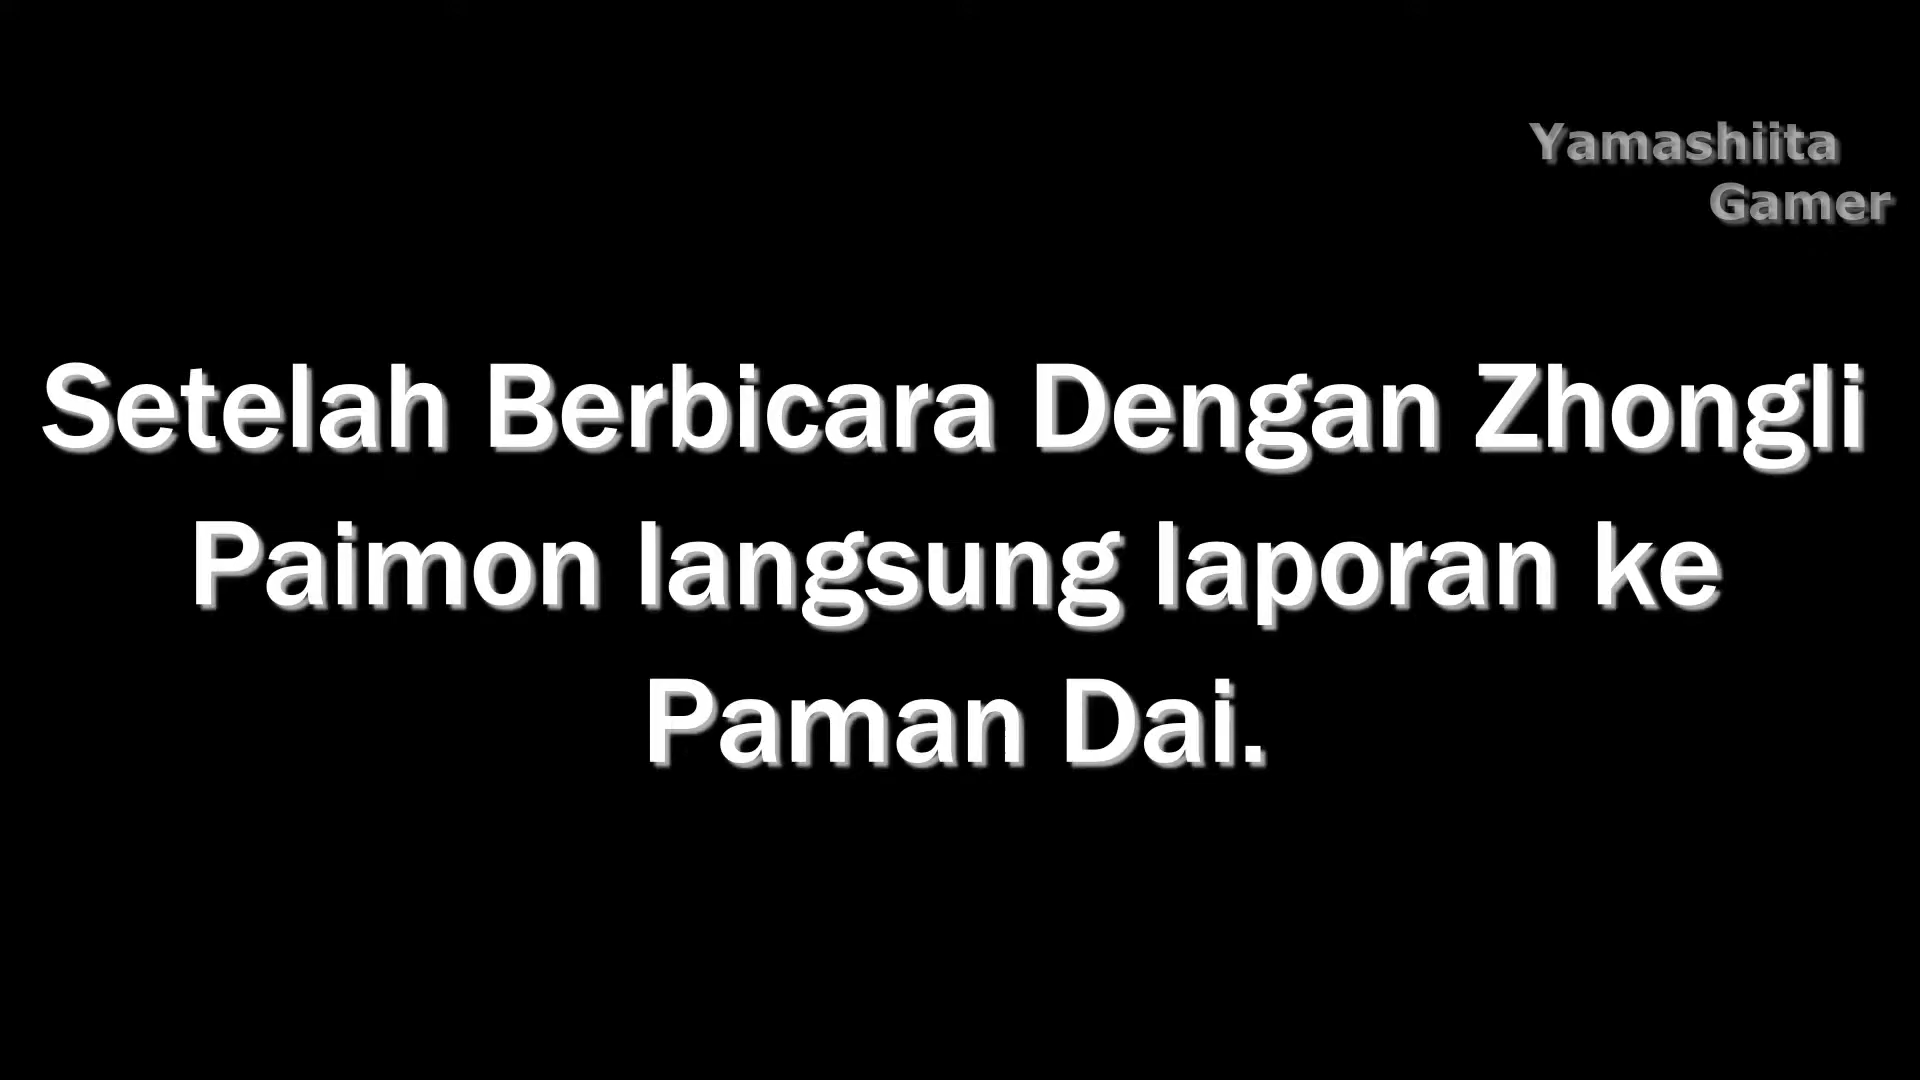 Yamashiita
Gamer
Setelah Berbicara Dengan Zhongli
Paimon langsung laporan ke
Paman Dai.